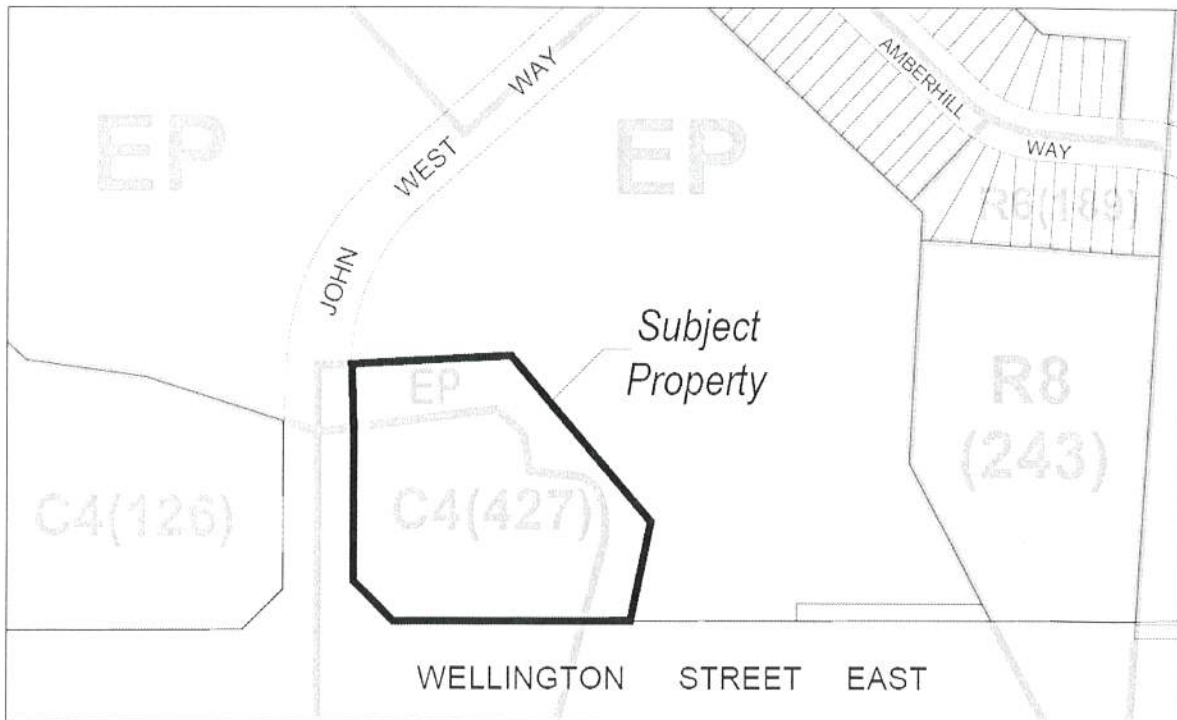 EP
JOHN WEST WAY
EP
AMBERHILL WAY
R6(189)
Subject
Property
EP
R8
(243)
C4(126)
C4(427)
WELLINGTON STREET EAST